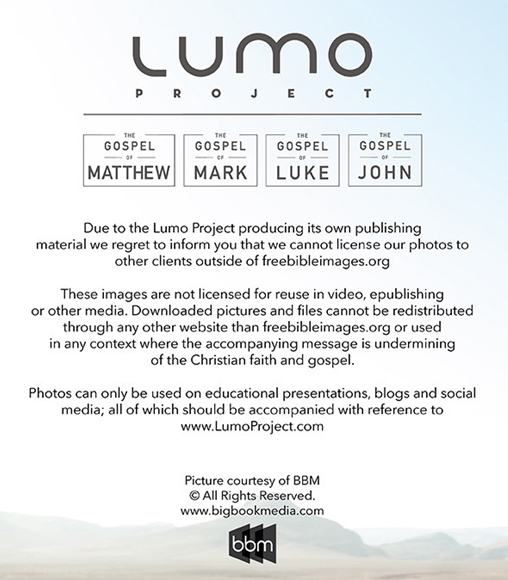 LUMO
PROJECT
THE
GOSPEL
OF
MATTHEW
THE
GOSPEL
OF
MARK
THE
GOSPEL
OF
LUKE
THE
GOSPEL
OF
JOHN
Due to the Lumo Project producing its own publishing
material we regret to inform you that we cannot license our photos to
other clients outside of freebibleimages.org
These images are not licensed for reuse in video, epublishing
or other media. Downloaded pictures and files cannot be redistributed
through any other website than freebibleimages.org or used
in any context where the accompanying message is undermining
of the Christian faith and gospel.
Photos can only be used on educational presentations, blogs and social
media; all of which should be accompanied with reference to
www.LumoProject.com
Picture courtesy of BBM
© All Rights Reserved.
www.bigbookmedia.com
bbm